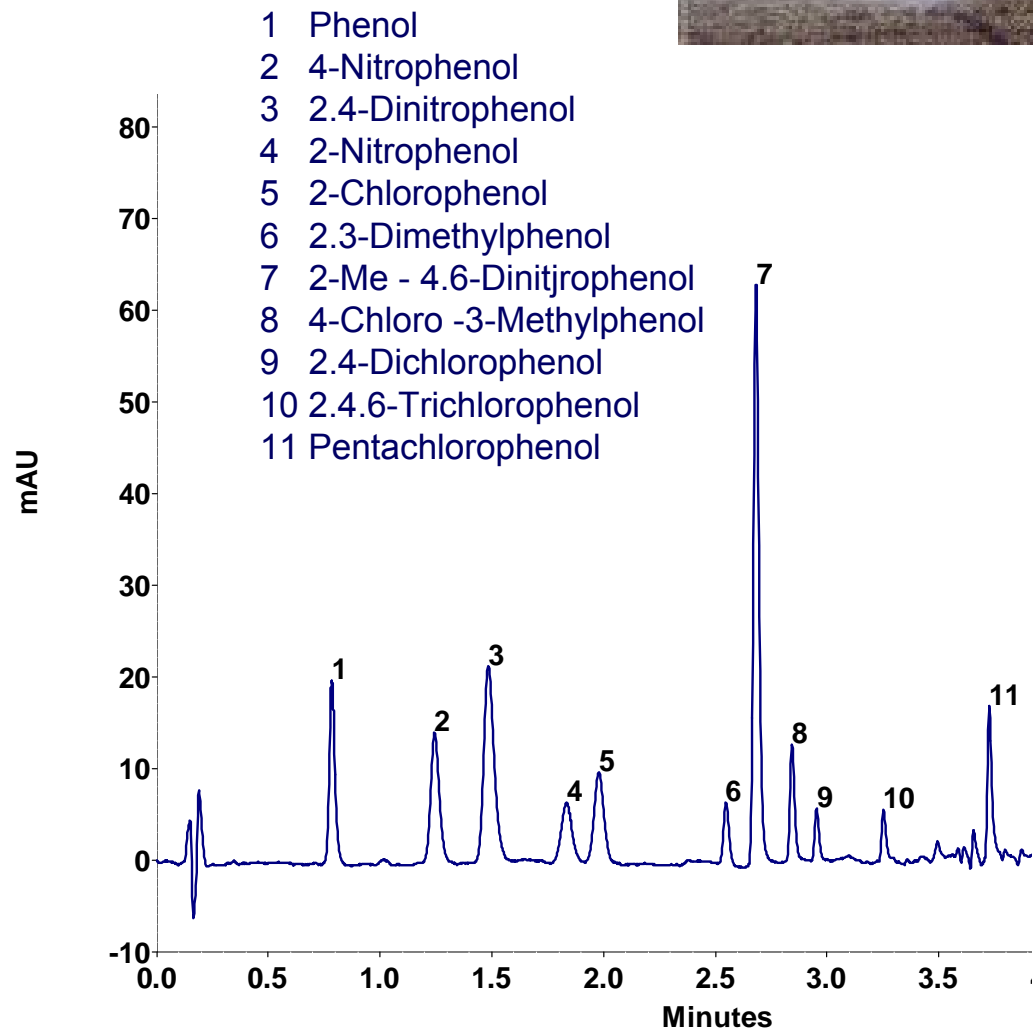 1 Phenol
2 4-Nitrophenol
3 2.4-Dinitrophenol
4 2-Nitrophenol
5 2-Chlorophenol
6 2.3-Dimethylphenol
7 2-Me - 4.6-Dinitjrophenol
8 4-Chloro -3-Methylphenol
9 2.4-Dichlorophenol
10 2.4.6-Trichlorophenol
11 Pentachlorophenol
80
70
60
50
40
30
20
10
0
-10
mAU
1
2
3
4
5
6
7
8
9
10
11
0.0 0.5 1.0 1.5 2.0 2.5 3.0 3.5
Minutes